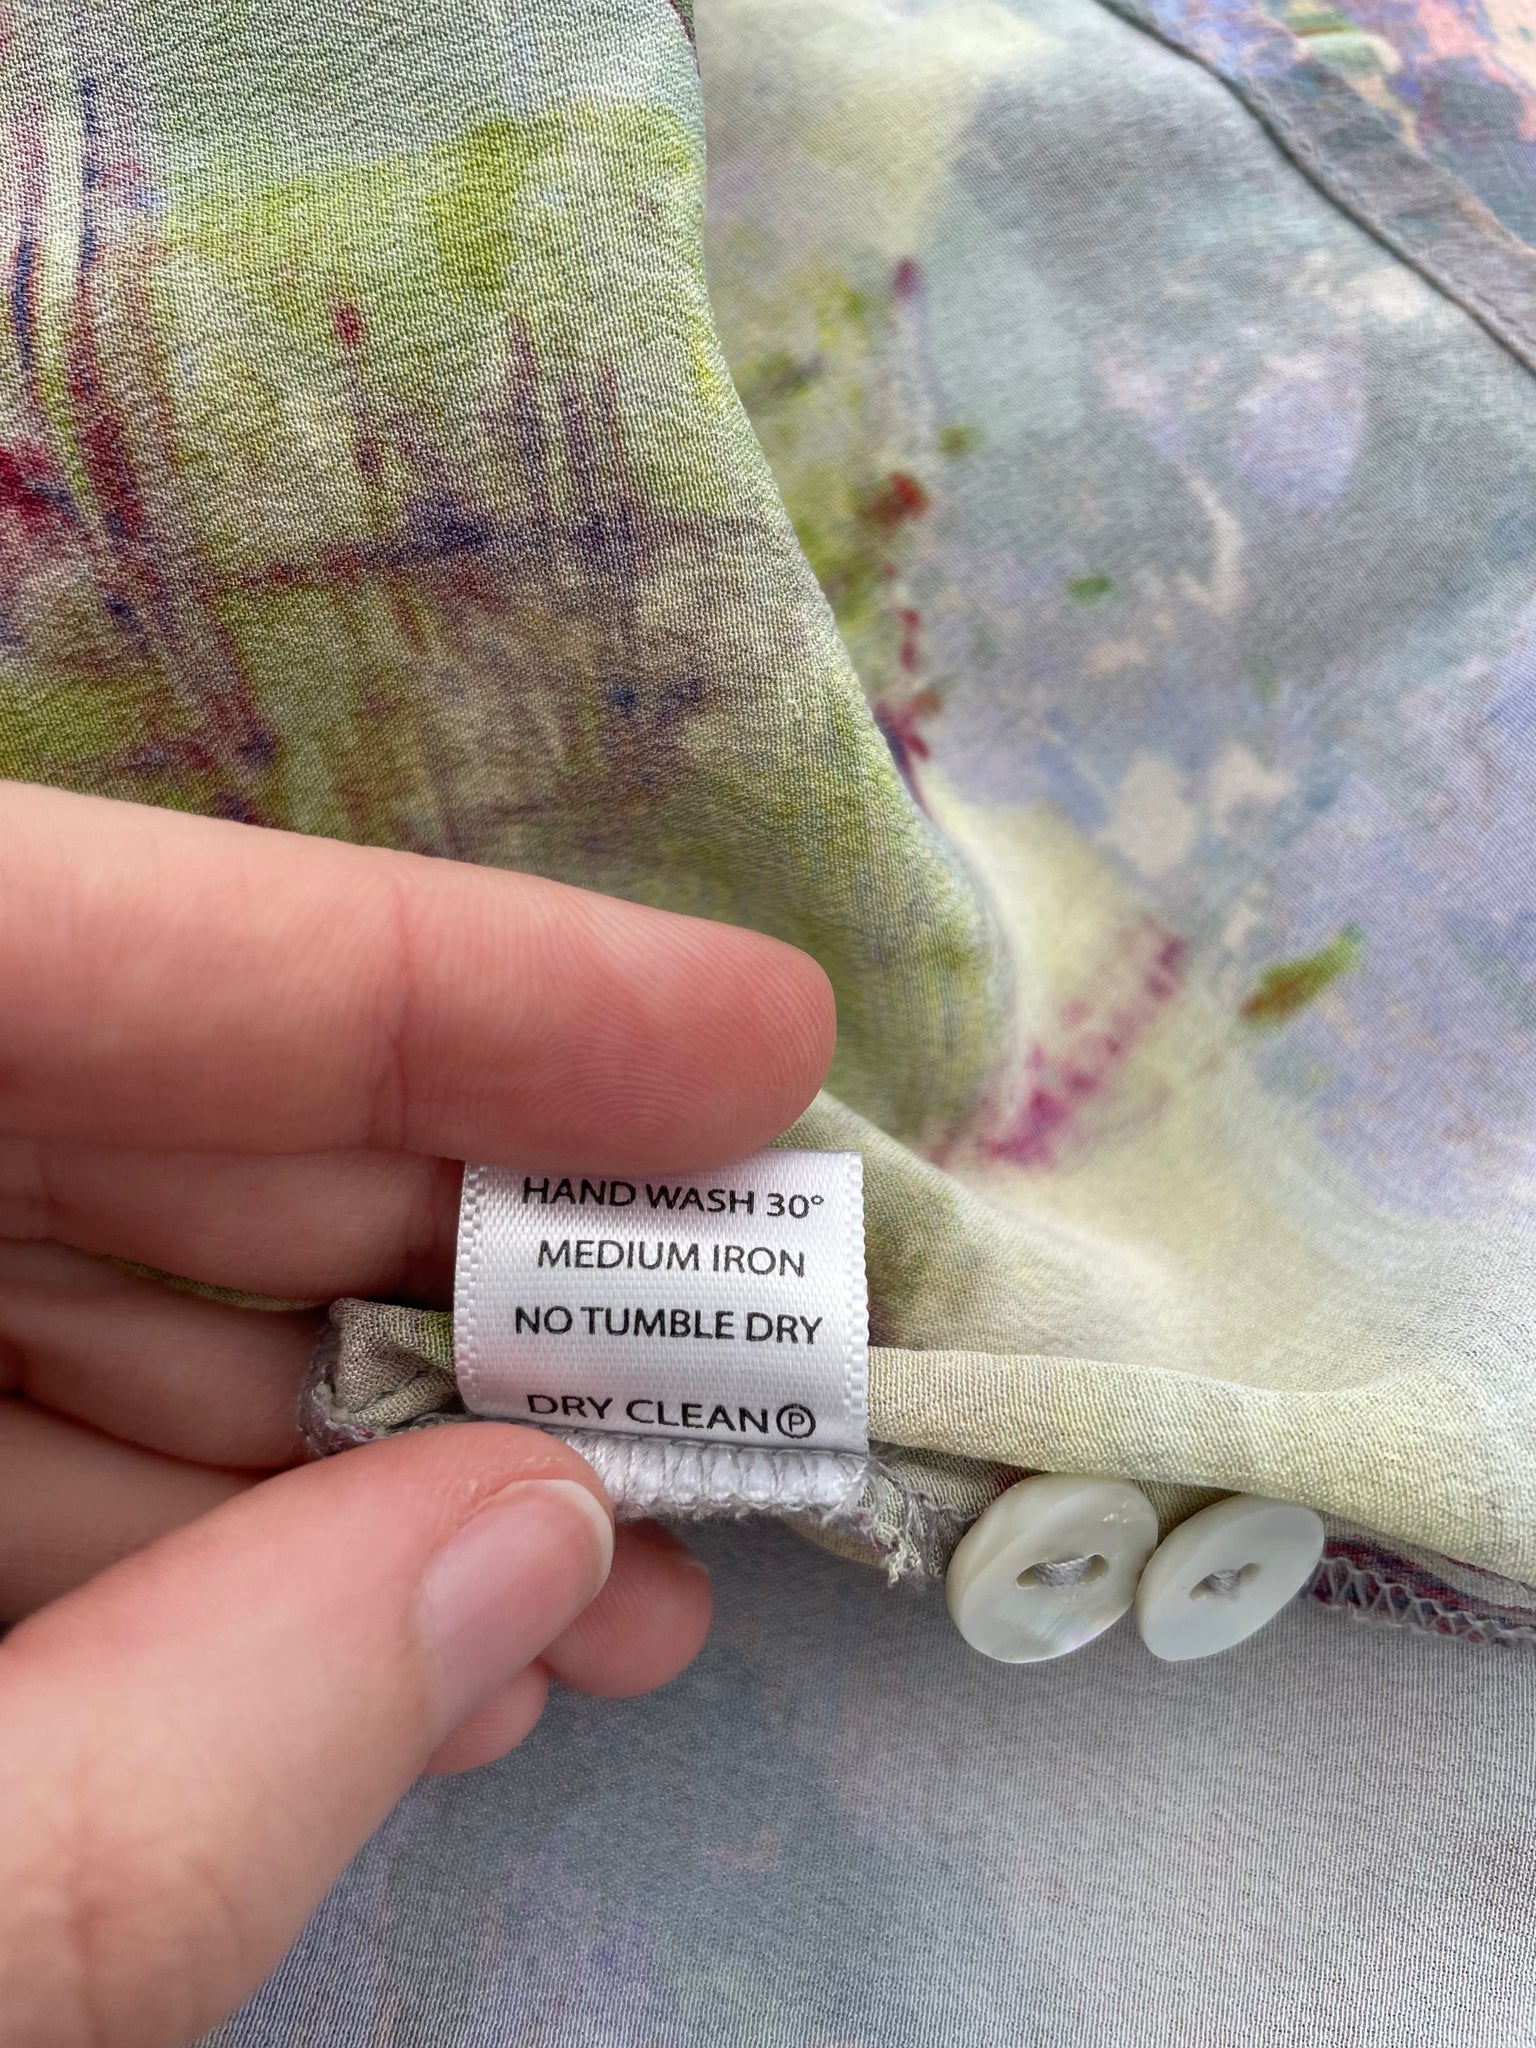 HAND WASH 30°
MEDIUM IRON
NO TUMBLE DRY
DRY CLEAN Ⓟ